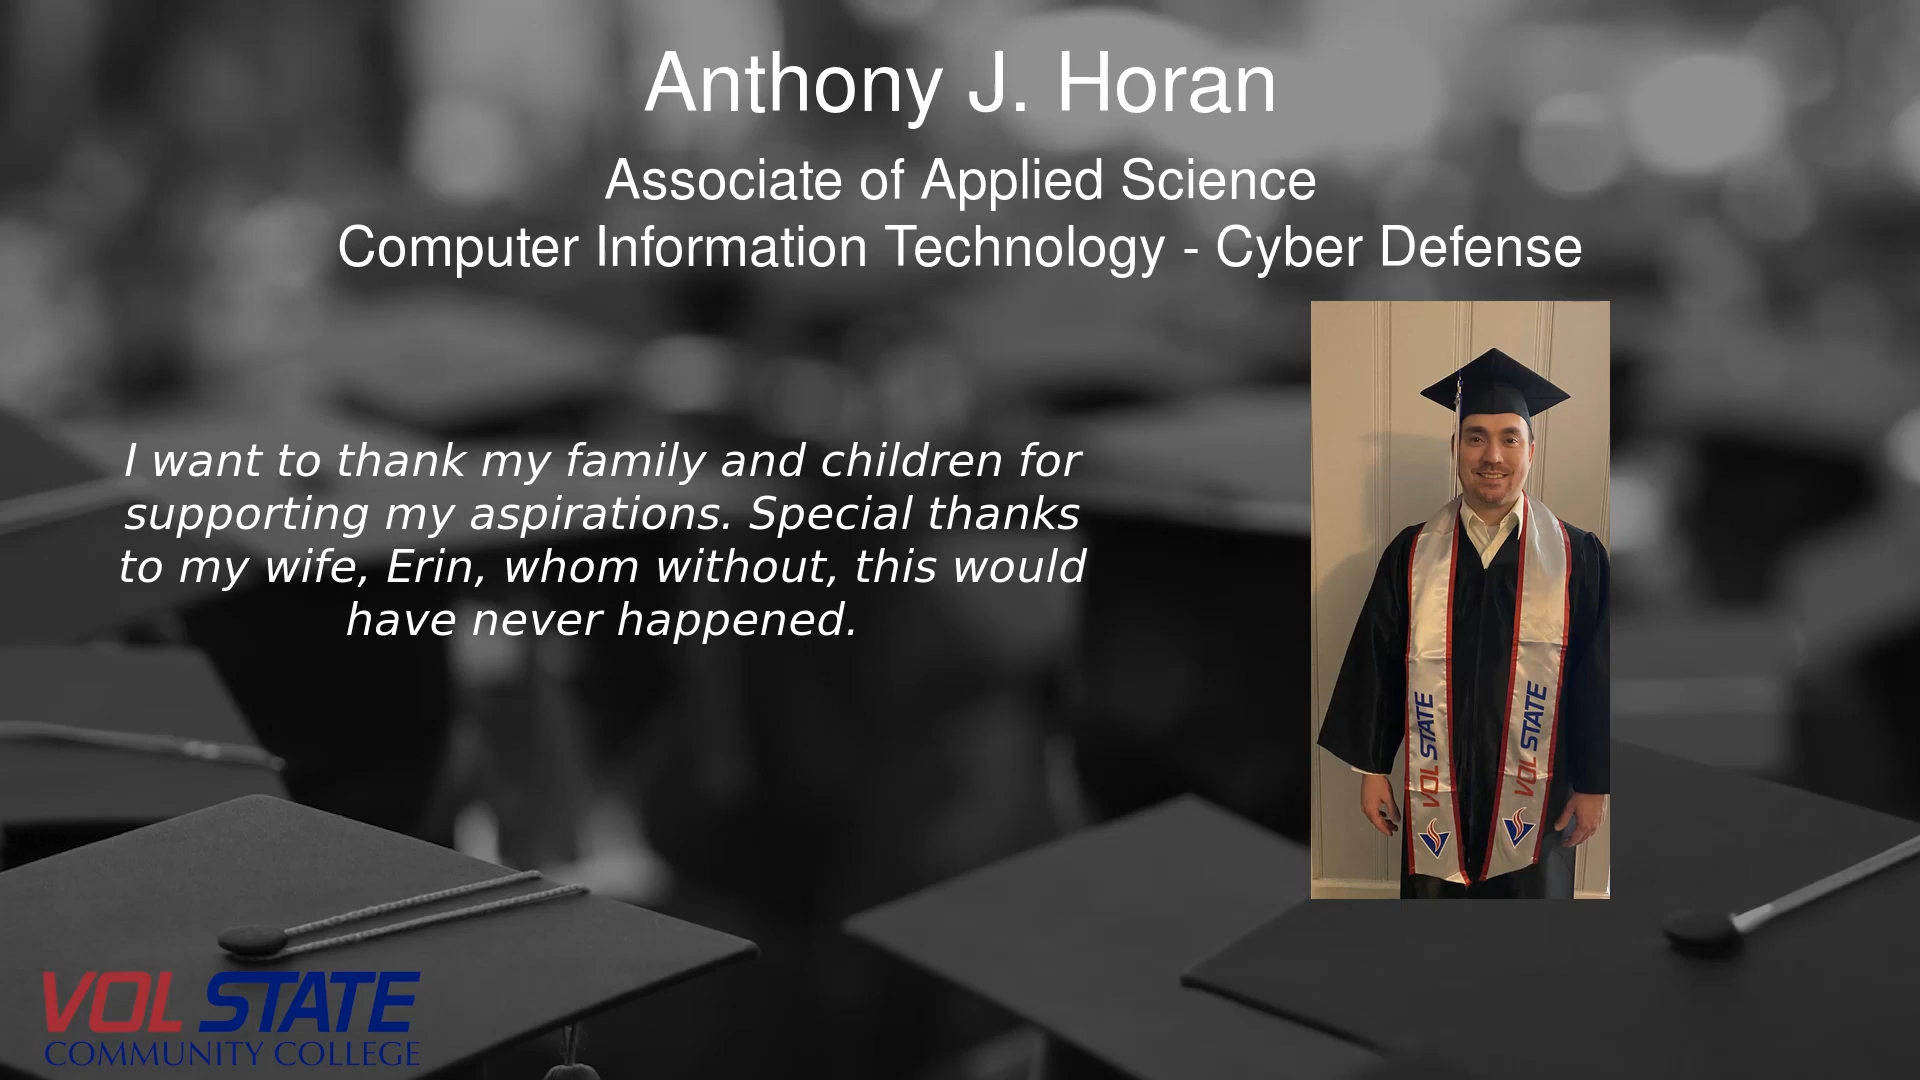 Anthony J. Horan
Associate of Applied Science
Computer Information Technology - Cyber Defense
I want to thank my family and children for
supporting my aspirations. Special thanks
to my wife, Erin, whom without, this would
have never happened.
VOL STATE
VOL STATE
VOL STATE
COMMUNITY COLLEGE